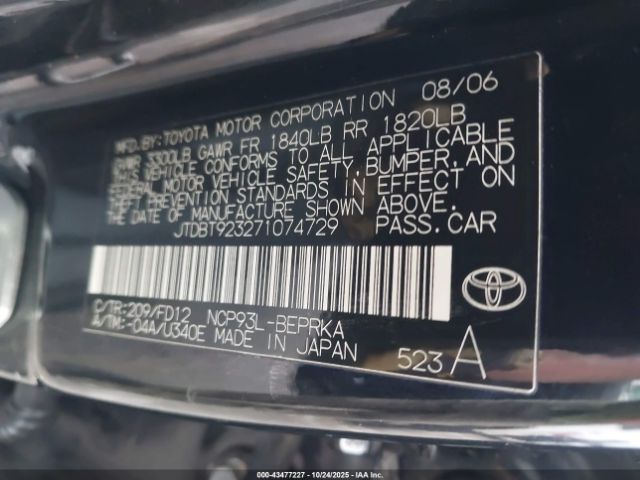 MFD.BY: TOYOTA MOTOR CORPORATION 08/06
GVWR 3300LB GAWR FR 1840LB RR 1820LB
THIS VEHICLE CONFORMS TO ALL APPLICABLE
FEDERAL MOTOR VEHICLE SAFETY, BUMPER, AND
THEFT PREVENTION STANDARDS IN EFFECT ON
THE DATE OF MANUFACTURE SHOWN ABOVE.
JTDBT923271074729 PASS.CAR
C/TR:209/FD12 NCP93L-BEPRKA
A/TM:-04A/U340E MADE IN JAPAN 523 A
000-43477227 - 10/24/2025 - IAA Inc.